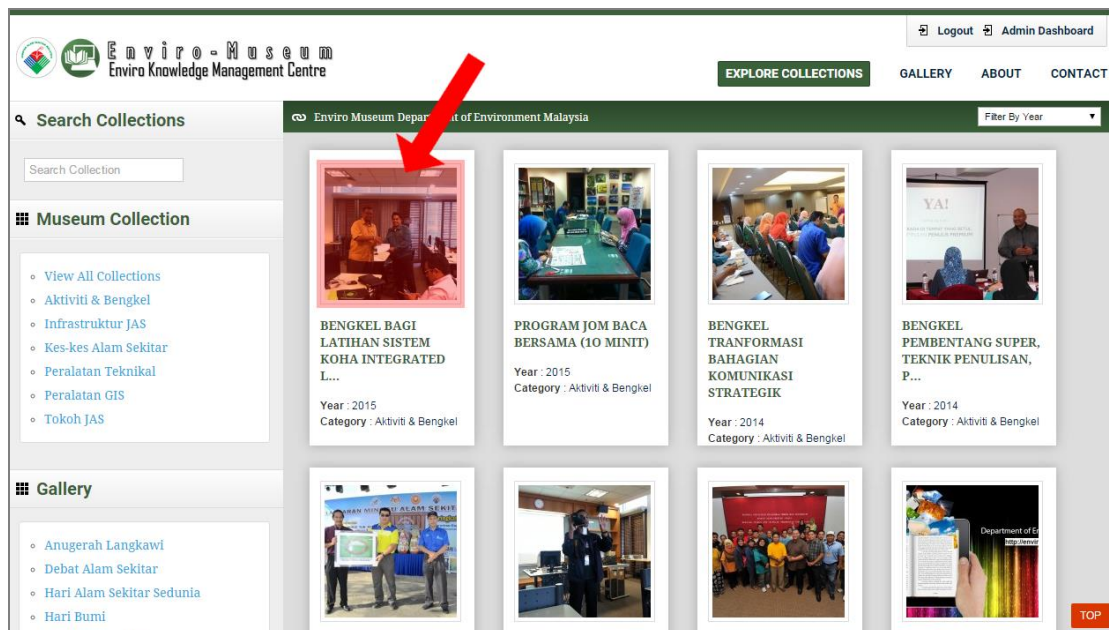 Logout Admin Dashboard
Enviro-Museum
Enviro Knowledge Management Centre
EXPLORE COLLECTIONS GALLERY ABOUT CONTACT
Search Collections
Enviro Museum Department of Environment Malaysia
Filter By Year
Search Collection
Museum Collection
View All Collections
Aktiviti & Bengkel
Infrastruktur JAS
Kes-kes Alam Sekitar
Peralatan Teknikal
Peralatan GIS
Tokoh JAS
BENGKEL BAGI
LATIHAN SISTEM
KOHA INTEGRATED
L...
Year : 2015
Category : Aktiviti & Bengkel
PROGRAM JOM BACA
BERSAMA (10 MINIT)
Year : 2015
Category : Aktiviti & Bengkel
BENGKEL
TRANFORMASI
BAHAGIAN
KOMUNIKASI
STRATEGIK
Year : 2014
Category : Aktiviti & Bengkel
YA!
BENGKEL
PEMBENTANG SUPER,
TEKNIK PENULISAN,
P...
Year : 2014
Category : Aktiviti & Bengkel
Gallery
Anugerah Langkawi
Debat Alam Sekitar
Hari Alam Sekitar Sedunia
Hari Bumi
ALAM SEKIT
Department of
TOP